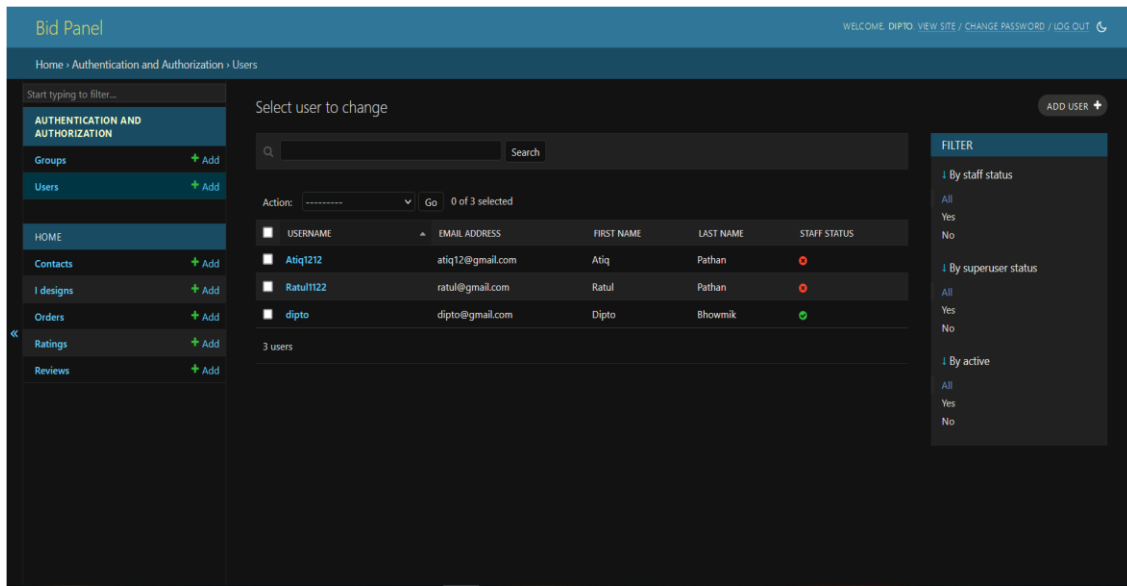 Bid Panel
WELCOME, DIPTO. VIEW SITE / CHANGE PASSWORD / LOG OUT
Home › Authentication and Authorization › Users
Start typing to filter...
AUTHENTICATION AND
AUTHORIZATION
Groups + Add
Users + Add
HOME
Contacts + Add
I designs + Add
Orders + Add
Ratings + Add
Reviews + Add
«
Select user to change
ADD USER +
Search
Action: --------- Go 0 of 3 selected
USERNAME EMAIL ADDRESS FIRST NAME LAST NAME STAFF STATUS
Atiq1212 atiq12@gmail.com Atiq Pathan
Ratul1122 ratul@gmail.com Ratul Pathan
dipto dipto@gmail.com Dipto Bhowmik
3 users
FILTER
↓ By staff status
All
Yes
No
↓ By superuser status
All
Yes
No
↓ By active
All
Yes
No